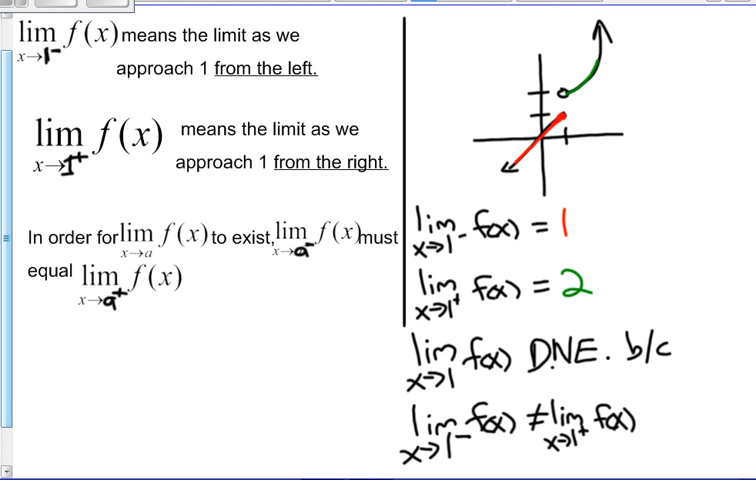 lim f(x) means the limit as we
x→1⁻
approach 1 from the left.
lim f(x) means the limit as we
x→1⁺
approach 1 from the right.
In order for lim f(x) to exist, lim f(x) must
x→a x→a⁻
equal lim f(x)
x→a⁺
lim f(x) = 1
x→1⁻
lim f(x) = 2
x→1⁺
lim f(x) D.N.E. b/c
x→1
lim f(x) ≠ lim f(x)
x→1⁻ x→1⁺